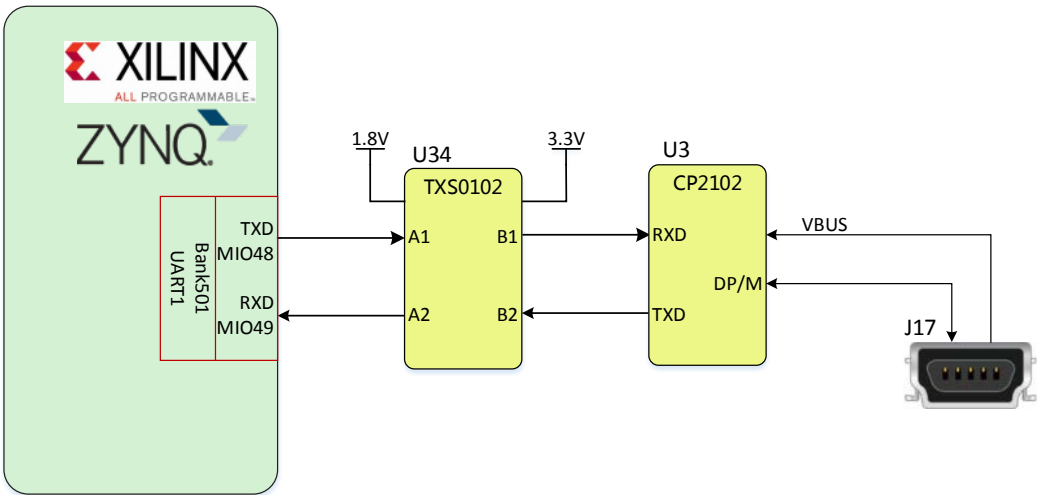 XILINX
ALL PROGRAMMABLE™
ZYNQ.
Bank501
UART1
TXD
MIO48
RXD
MIO49
1.8V
3.3V
U34
TXS0102
A1
B1
A2
B2
U3
CP2102
RXD
DP/M
TXD
VBUS
J17